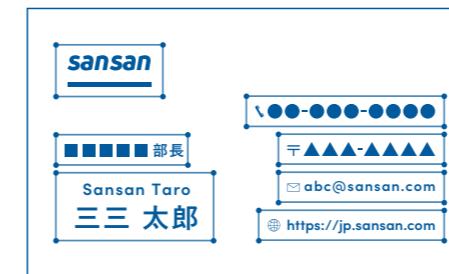 sansan
■■■■■ 部長
Sansan Taro
三三 太郎
●●-●●●-●●●●
〒▲▲▲-▲▲▲▲
abc@sansan.com
https://jp.sansan.com